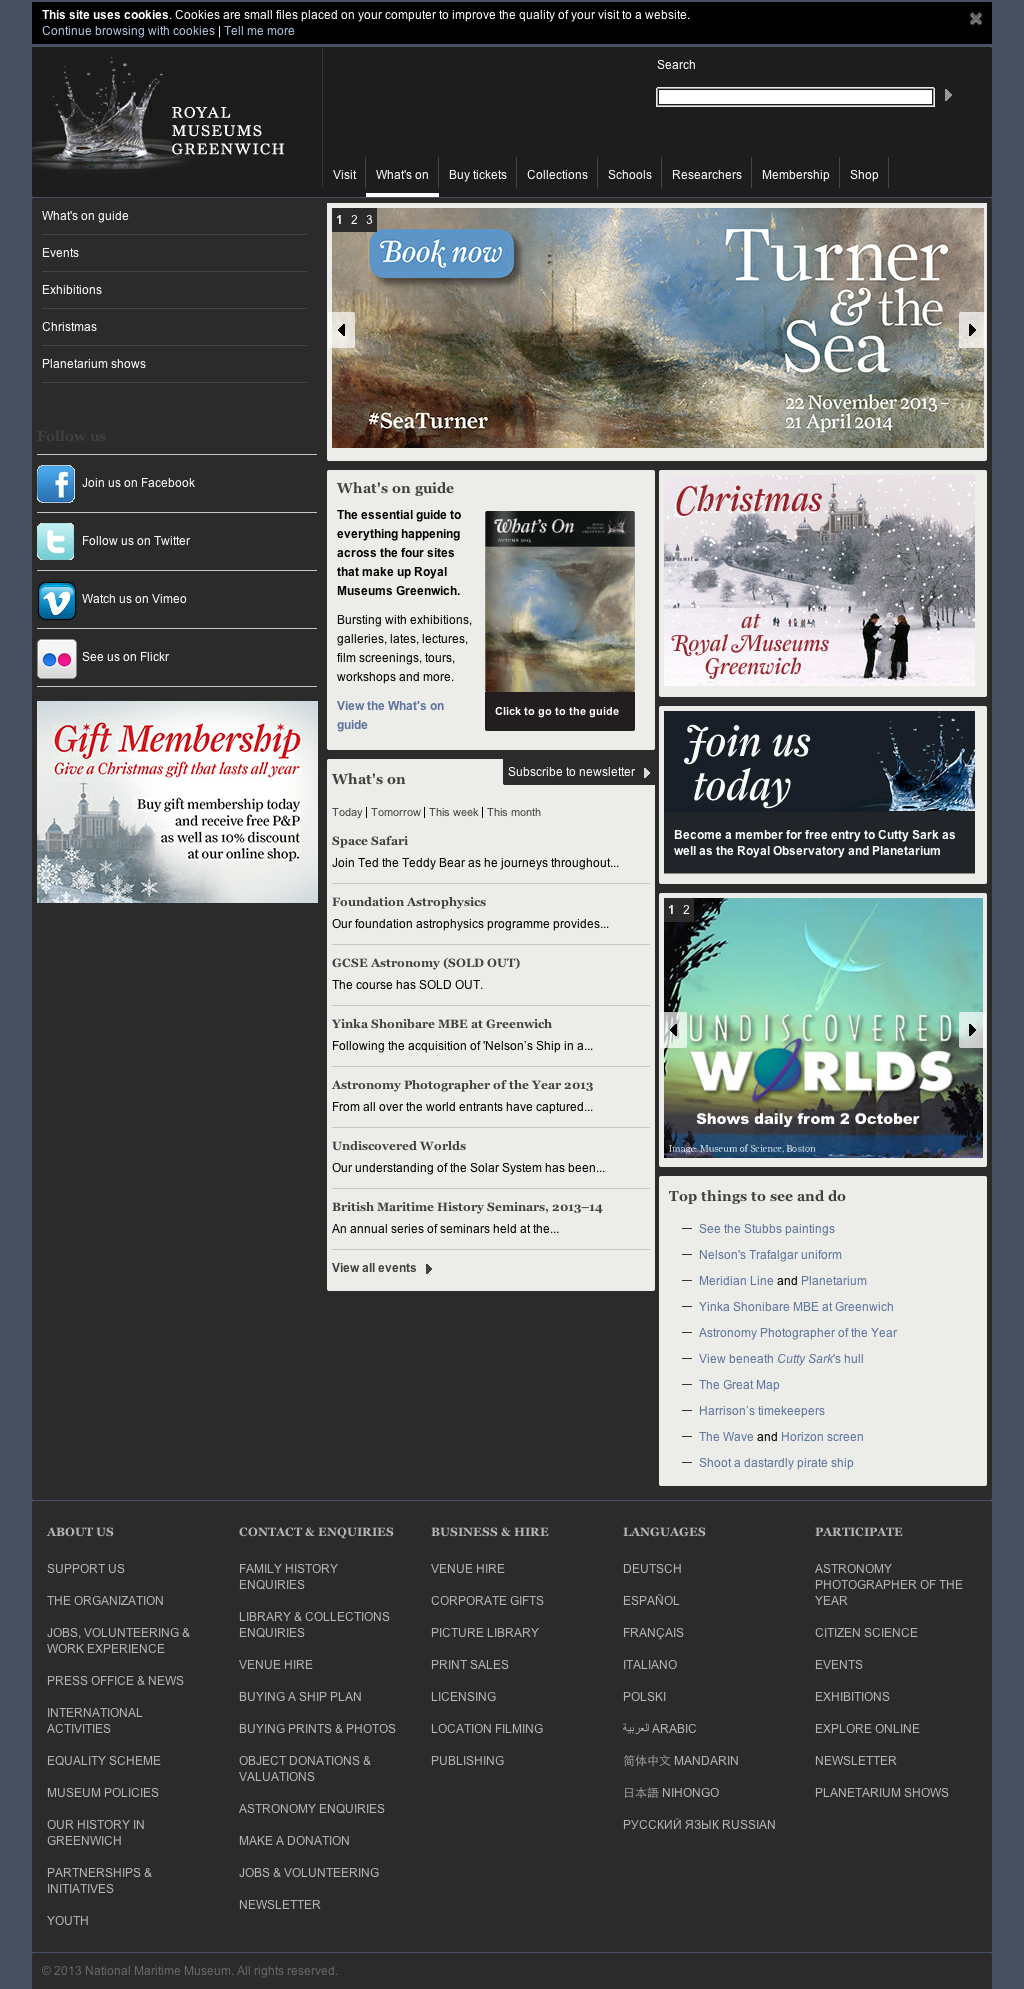 This site uses cookies. Cookies are small files placed on your computer to improve the quality of your visit to a website.
Continue browsing with cookies | Tell me more
Search
ROYAL
MUSEUMS
GREENWICH
Visit
What's on
Buy tickets
Collections
Schools
Researchers
Membership
Shop
What's on guide
Events
Exhibitions
Christmas
Planetarium shows
Follow us
Join us on Facebook
Follow us on Twitter
Watch us on Vimeo
See us on Flickr
Gift Membership
Give a Christmas gift that lasts all year
Buy gift membership today
and receive free P&P
as well as 10% discount
at our online shop.
1 2 3
Book now
Turner
& the
Sea
22 November 2013 –
21 April 2014
#SeaTurner
What's on guide
The essential guide to
everything happening
across the four sites
that make up Royal
Museums Greenwich.
Bursting with exhibitions,
galleries, lates, lectures,
film screenings, tours,
workshops and more.
View the What's on
guide
What's On
AUTUMN 2013
Click to go to the guide
What's on
Subscribe to newsletter
Today | Tomorrow | This week | This month
Space Safari
Join Ted the Teddy Bear as he journeys throughout...
Foundation Astrophysics
Our foundation astrophysics programme provides...
GCSE Astronomy (SOLD OUT)
The course has SOLD OUT.
Yinka Shonibare MBE at Greenwich
Following the acquisition of 'Nelson's Ship in a...
Astronomy Photographer of the Year 2013
From all over the world entrants have captured...
Undiscovered Worlds
Our understanding of the Solar System has been...
British Maritime History Seminars, 2013–14
An annual series of seminars held at the...
View all events
Christmas
at
Royal Museums
Greenwich
Join us
today
Become a member for free entry to Cutty Sark as
well as the Royal Observatory and Planetarium
1 2
UNDISCOVERED
WORLDS
Shows daily from 2 October
Image: Museum of Science, Boston
Top things to see and do
— See the Stubbs paintings
— Nelson's Trafalgar uniform
— Meridian Line and Planetarium
— Yinka Shonibare MBE at Greenwich
— Astronomy Photographer of the Year
— View beneath Cutty Sark's hull
— The Great Map
— Harrison's timekeepers
— The Wave and Horizon screen
— Shoot a dastardly pirate ship
ABOUT US
SUPPORT US
THE ORGANIZATION
JOBS, VOLUNTEERING &
WORK EXPERIENCE
PRESS OFFICE & NEWS
INTERNATIONAL
ACTIVITIES
EQUALITY SCHEME
MUSEUM POLICIES
OUR HISTORY IN
GREENWICH
PARTNERSHIPS &
INITIATIVES
YOUTH
CONTACT & ENQUIRIES
FAMILY HISTORY
ENQUIRIES
LIBRARY & COLLECTIONS
ENQUIRIES
VENUE HIRE
BUYING A SHIP PLAN
BUYING PRINTS & PHOTOS
OBJECT DONATIONS &
VALUATIONS
ASTRONOMY ENQUIRIES
MAKE A DONATION
JOBS & VOLUNTEERING
NEWSLETTER
BUSINESS & HIRE
VENUE HIRE
CORPORATE GIFTS
PICTURE LIBRARY
PRINT SALES
LICENSING
LOCATION FILMING
PUBLISHING
LANGUAGES
DEUTSCH
ESPAÑOL
FRANÇAIS
ITALIANO
POLSKI
العربية ARABIC
简体中文 MANDARIN
日本語 NIHONGO
РУССКИЙ ЯЗЫК RUSSIAN
PARTICIPATE
ASTRONOMY
PHOTOGRAPHER OF THE
YEAR
CITIZEN SCIENCE
EVENTS
EXHIBITIONS
EXPLORE ONLINE
NEWSLETTER
PLANETARIUM SHOWS
© 2013 National Maritime Museum. All rights reserved.